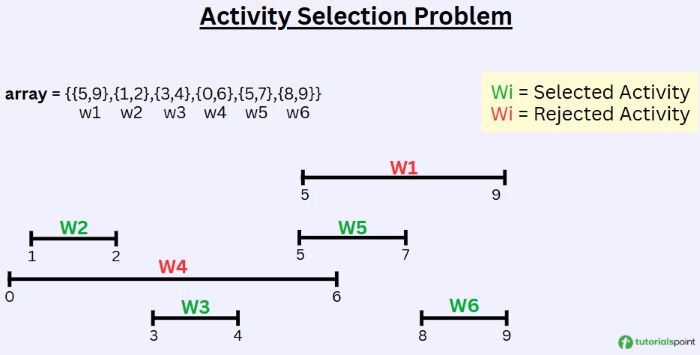 Activity Selection Problem
array = {{5,9},{1,2},{3,4},{0,6},{5,7},{8,9}}
w1 w2 w3 w4 w5 w6
Wi = Selected Activity
Wi = Rejected Activity
W1
5 9
W2
1 2
W5
5 7
W4
0 6
W3
3 4
W6
8 9
tutorialspoint